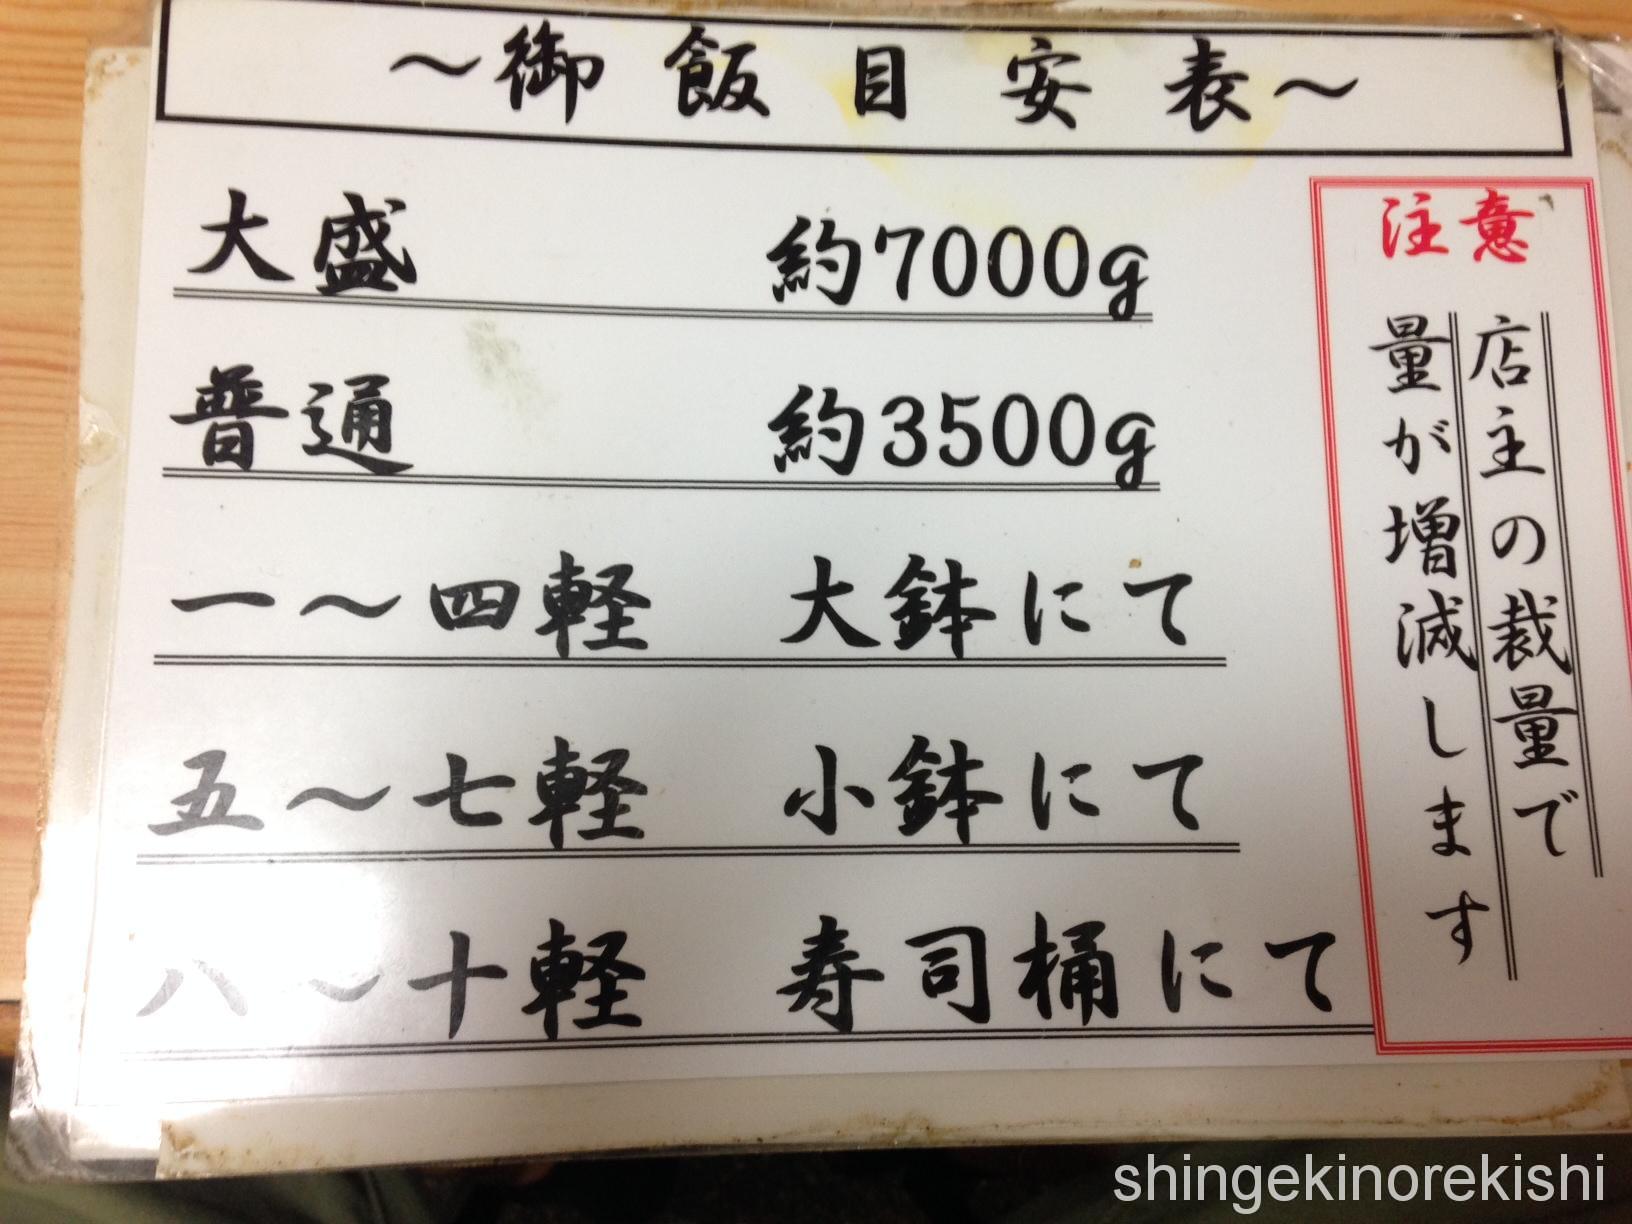 ～御飯目安表～
大盛 約7000g
普通 約3500g
一～四軽 大鉢にて
五～七軽 小鉢にて
八～十軽 寿司桶にて
注意
店主の裁量で
量が増減します
shingekinorekishi